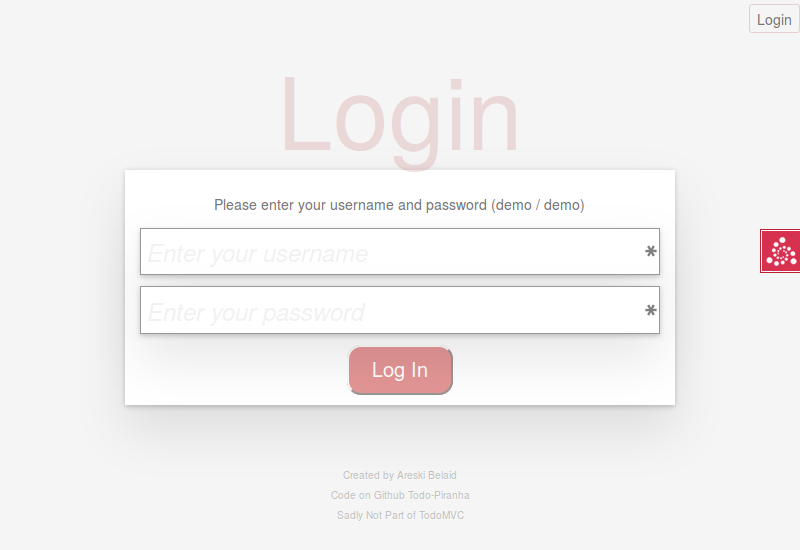 Login
Login
Please enter your username and password (demo / demo)
Enter your username *
Enter your password *
Log In
Created by Areski Belaid
Code on Github Todo-Piranha
Sadly Not Part of TodoMVC